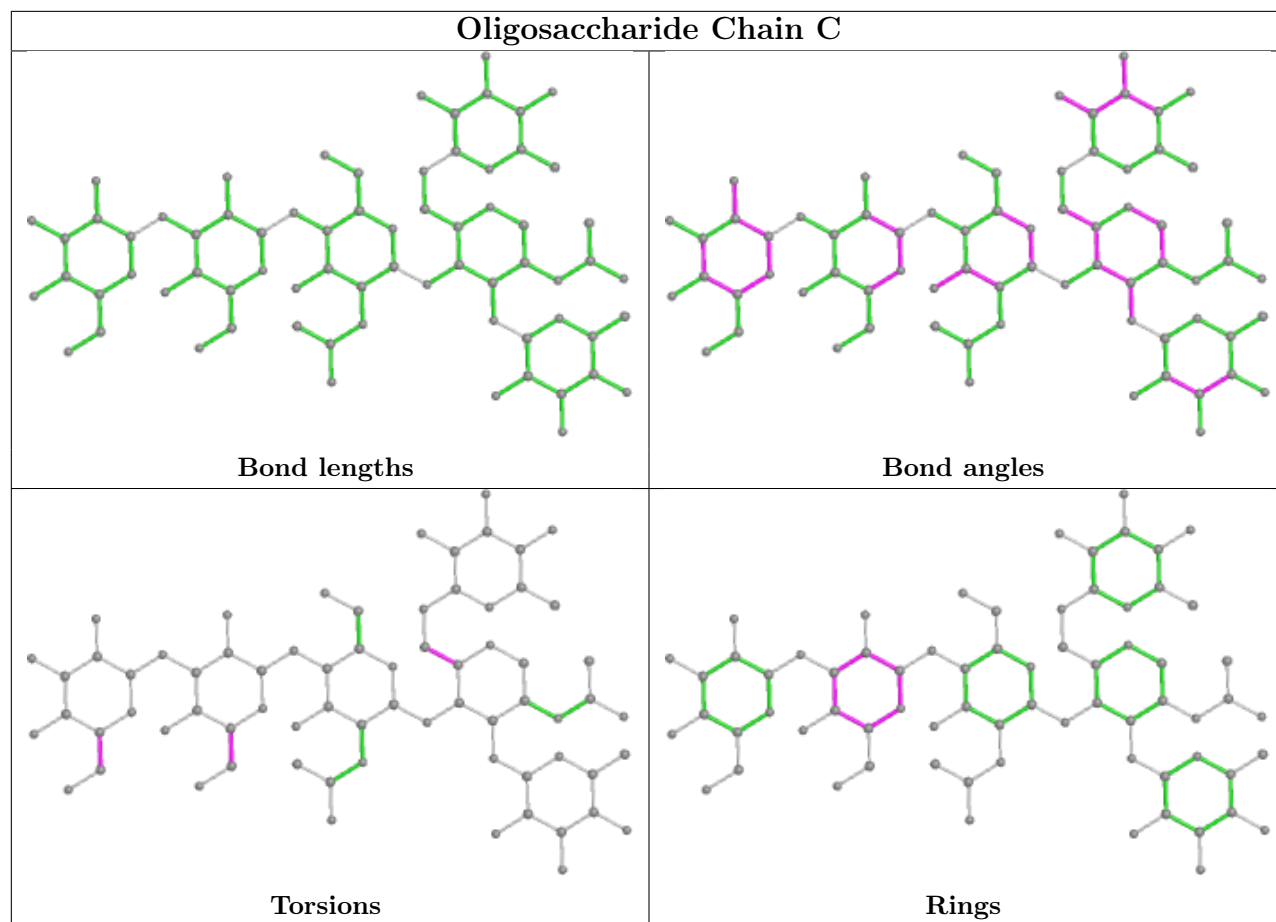 Oligosaccharide Chain C
Bond lengths
Bond angles
Torsions
Rings